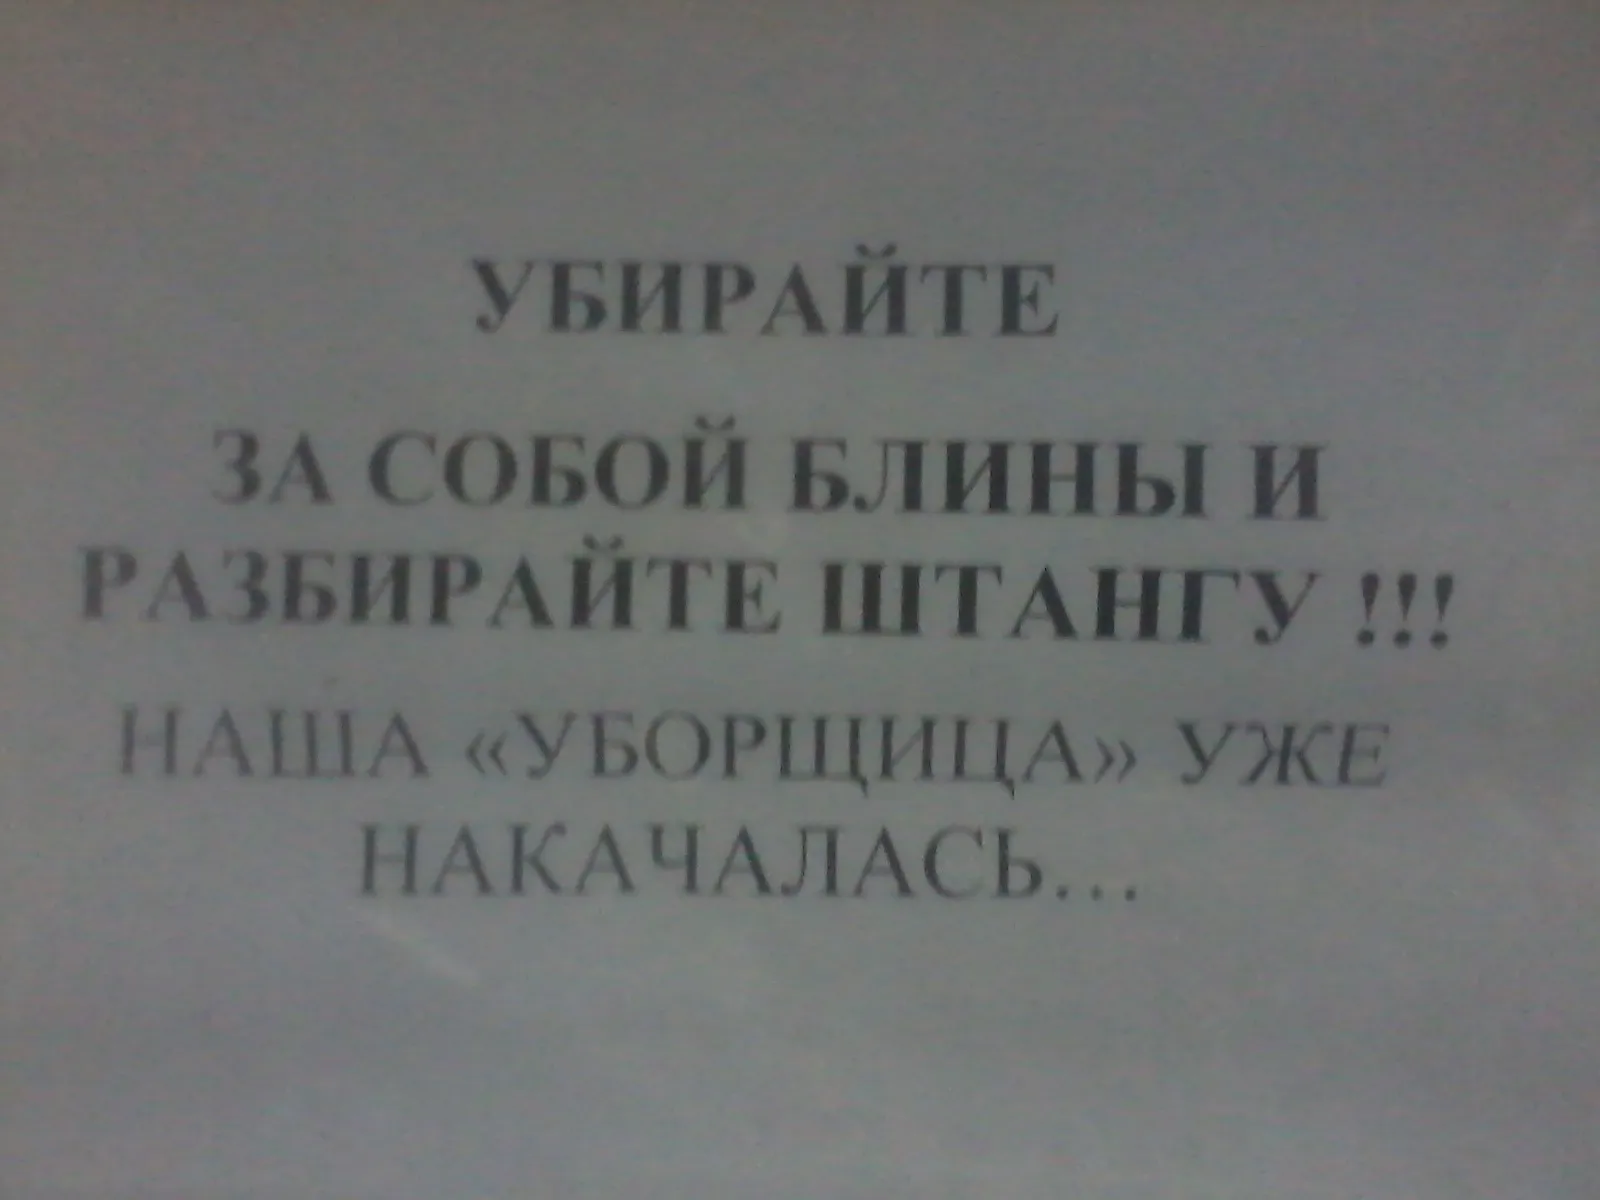 УБИРАЙТЕ
ЗА СОБОЙ БЛИНЫ И
РАЗБИРАЙТЕ ШТАНГУ !!!
НАША «УБОРЩИЦА» УЖЕ
НАКАЧАЛАСЬ...